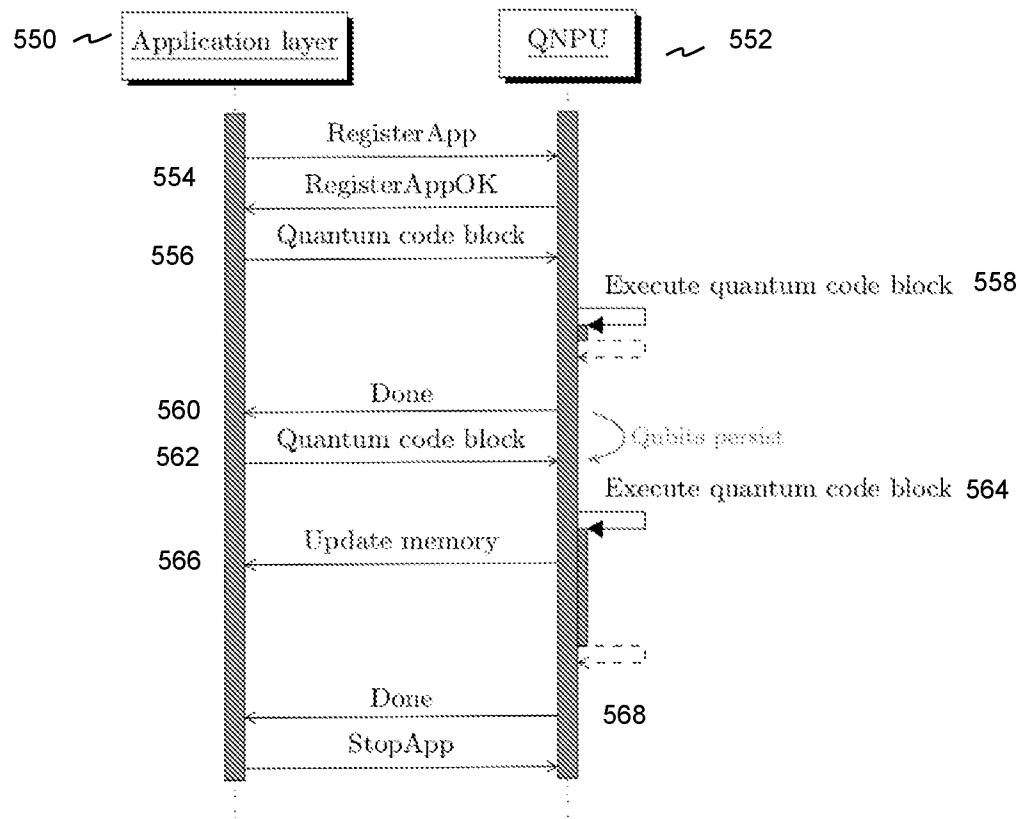 550
Application layer
QNPU
552
RegisterApp
554
RegisterAppOK
Quantum code block
556
Execute quantum code block 558
Done
560
Qubits persist
Quantum code block
562
Execute quantum code block 564
Update memory
566
Done
568
StopApp